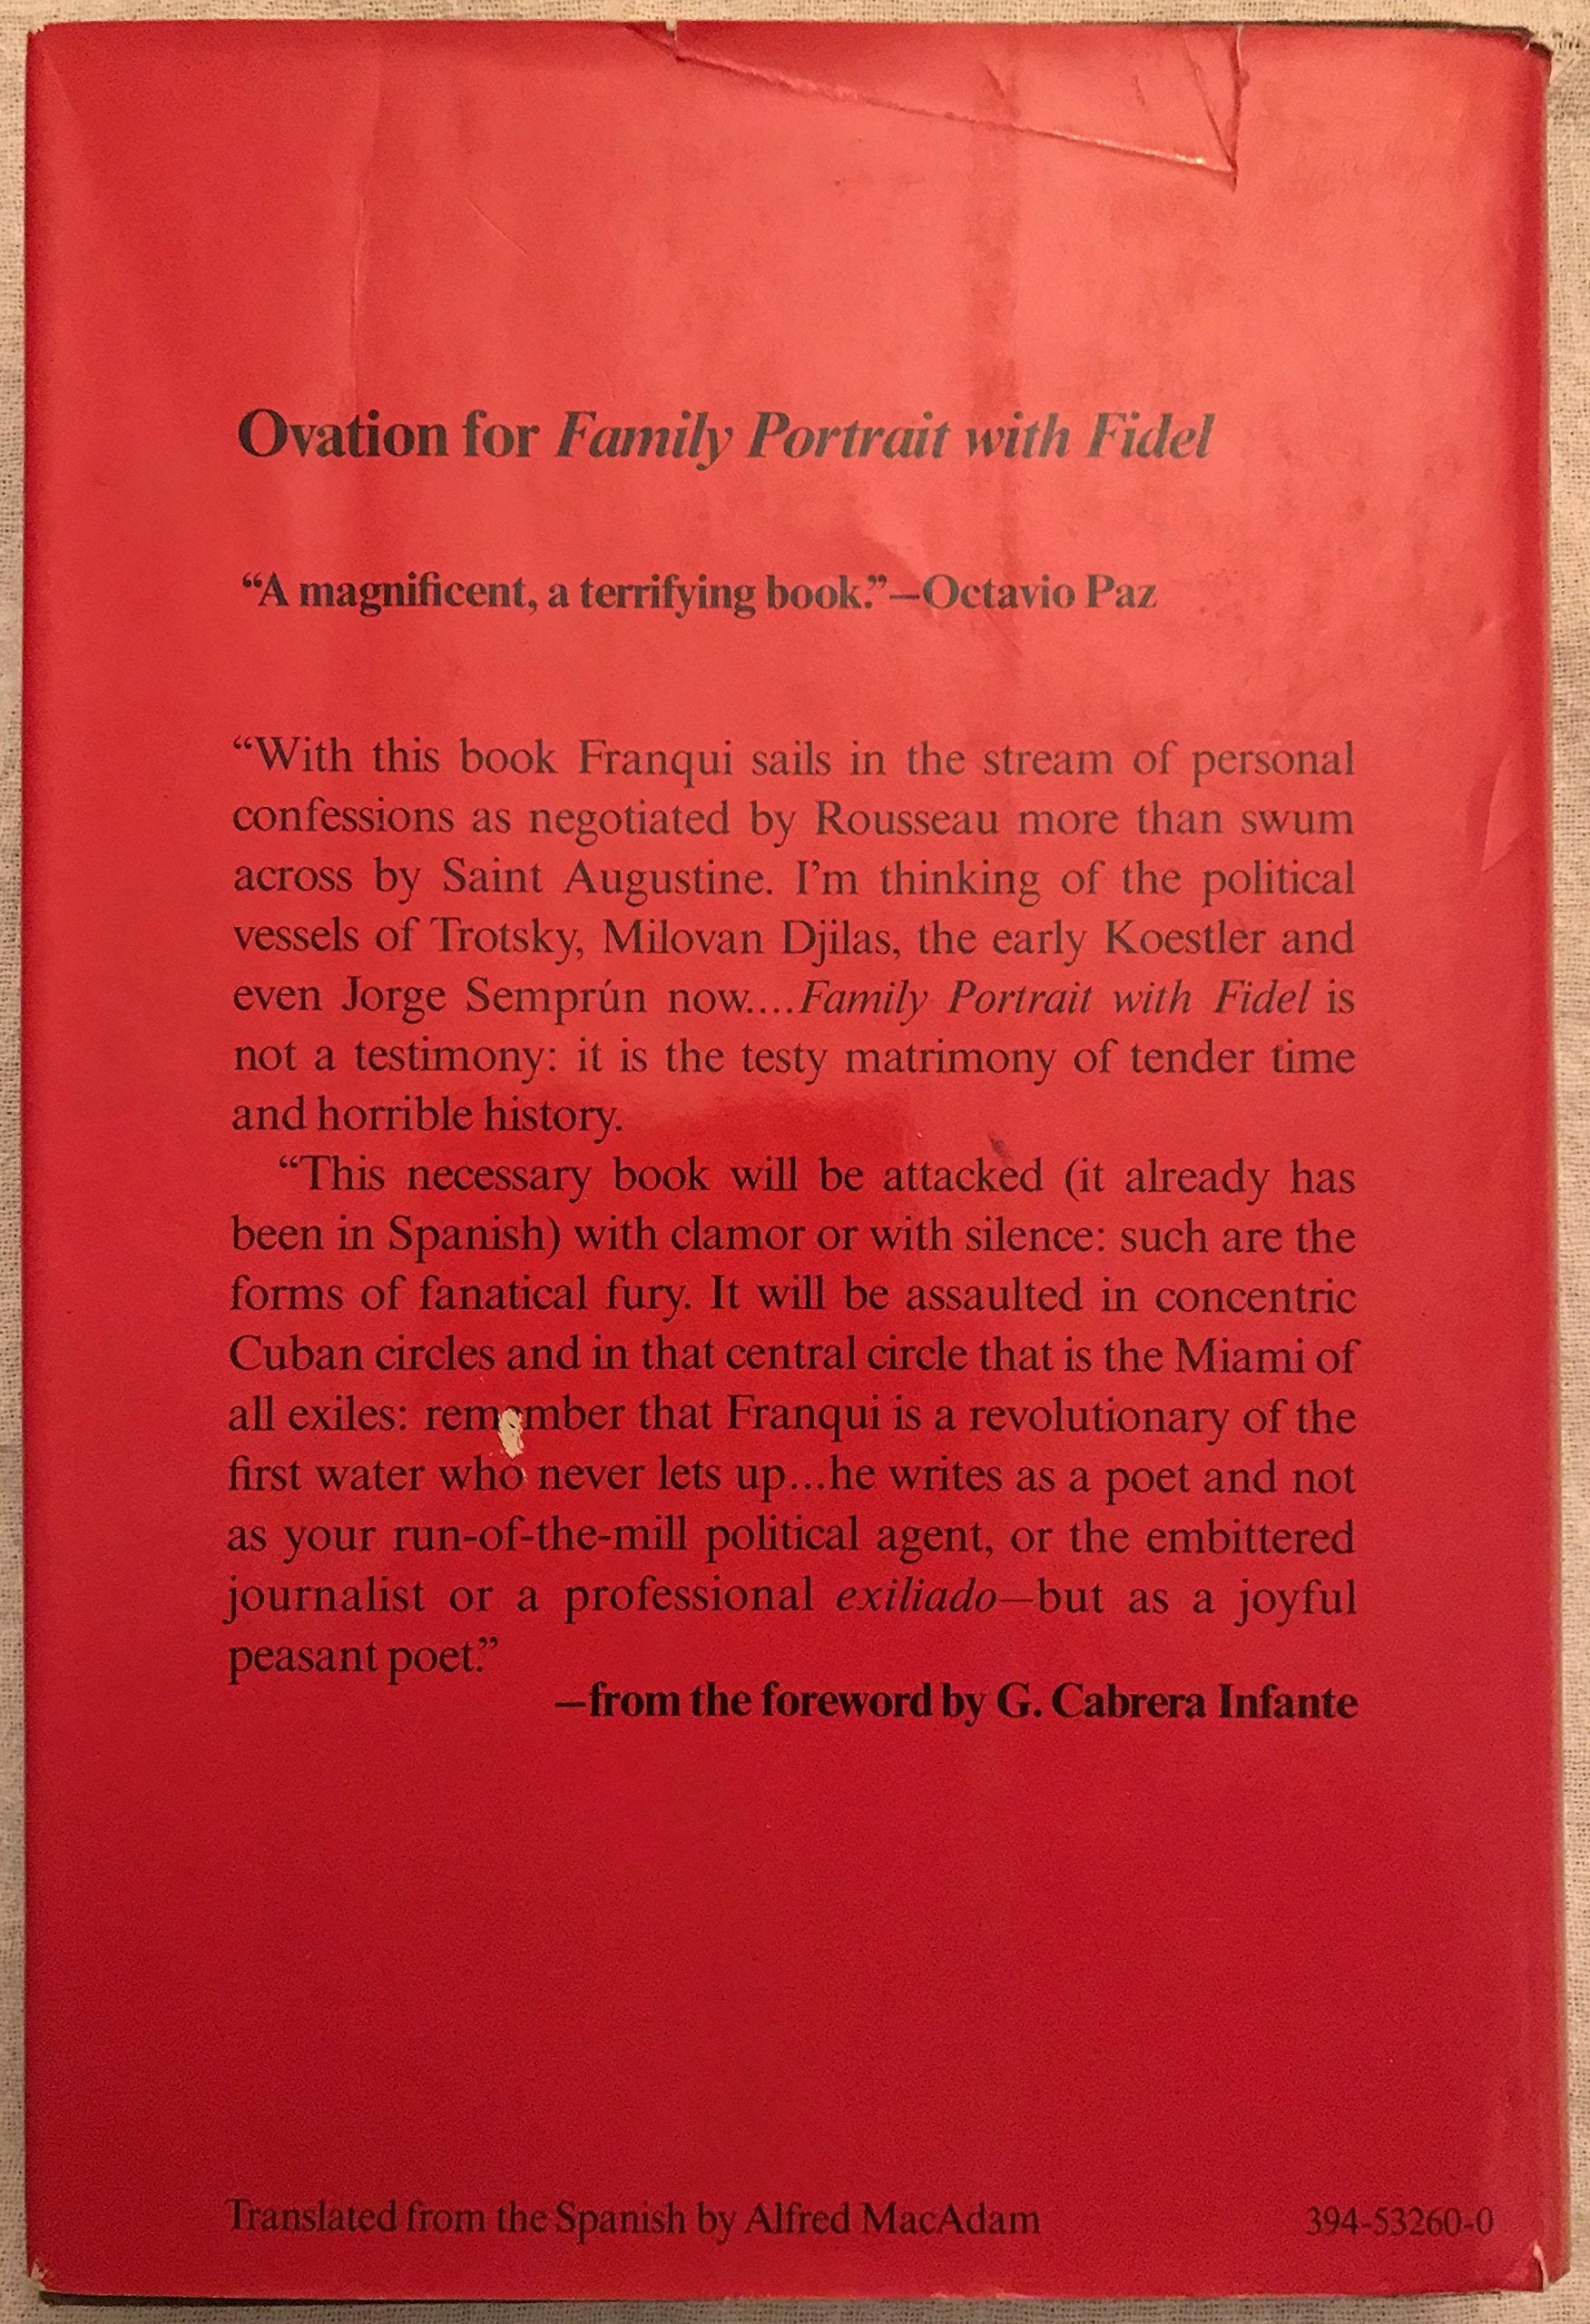 Ovation for Family Portrait with Fidel
“A magnificent, a terrifying book.”—Octavio Paz
“With this book Franqui sails in the stream of personal
confessions as negotiated by Rousseau more than swum
across by Saint Augustine. I’m thinking of the political
vessels of Trotsky, Milovan Djilas, the early Koestler and
even Jorge Semprún now....Family Portrait with Fidel is
not a testimony: it is the testy matrimony of tender time
and horrible history.
“This necessary book will be attacked (it already has
been in Spanish) with clamor or with silence: such are the
forms of fanatical fury. It will be assaulted in concentric
Cuban circles and in that central circle that is the Miami of
all exiles: remember that Franqui is a revolutionary of the
first water who never lets up...he writes as a poet and not
as your run-of-the-mill political agent, or the embittered
journalist or a professional exiliado—but as a joyful
peasant poet.”
—from the foreword by G. Cabrera Infante
Translated from the Spanish by Alfred MacAdam
394-53260-0